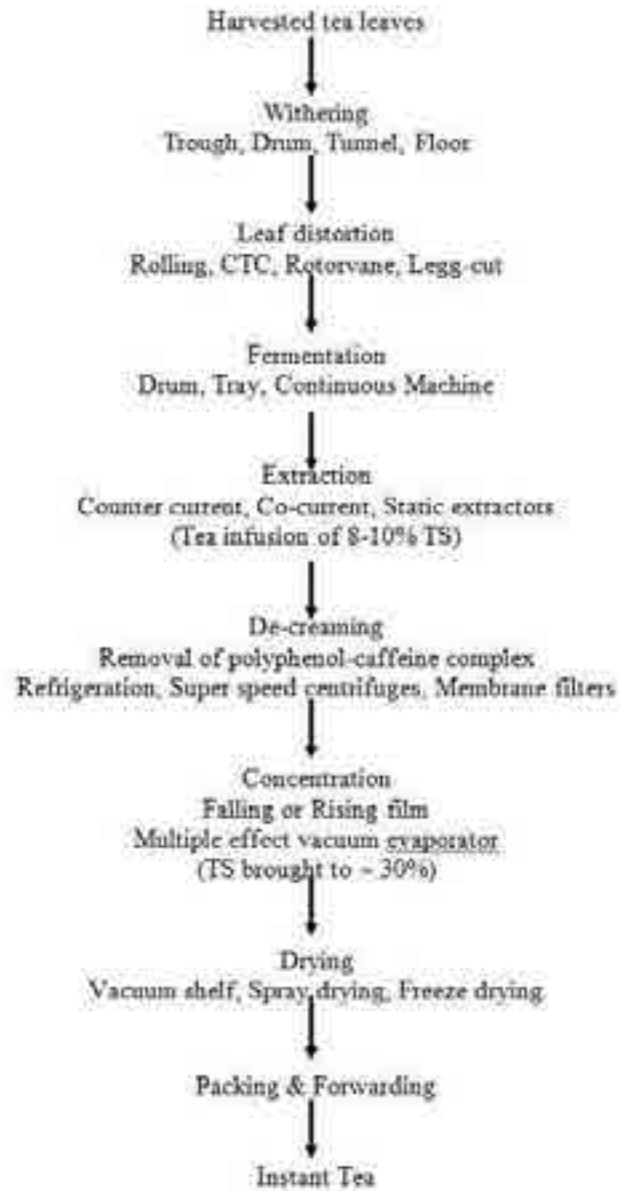 Harvested tea leaves
Withering
Trough, Drum, Tunnel, Floor
Leaf distortion
Rolling, CTC, Rotorvane, Legg-cut
Fermentation
Drum, Tray, Continuous Machine
Extraction
Counter current, Co-current, Static extractors
(Tea infusion of 8-10% TS)
De-creaming
Removal of polyphenol-caffeine complex
Refrigeration, Super speed centrifuges, Membrane filters
Concentration
Falling or Rising film
Multiple effect vacuum evaporator
(TS brought to ~ 30%)
Drying
Vacuum shelf, Spray drying, Freeze drying
Packing & Forwarding
Instant Tea